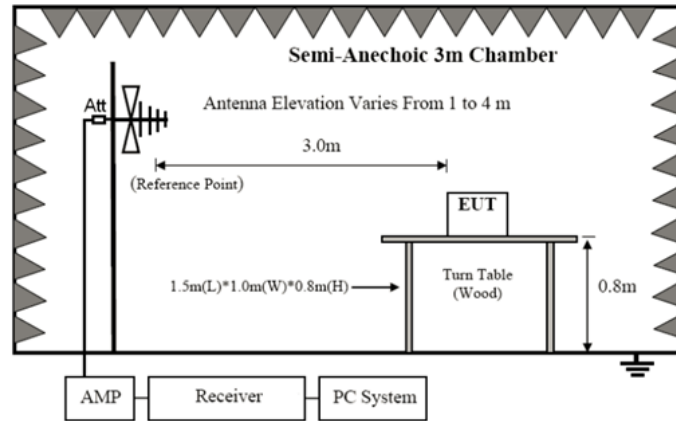 Semi-Anechoic 3m Chamber
Att
Antenna Elevation Varies From 1 to 4 m
3.0m
(Reference Point)
EUT
1.5m(L)*1.0m(W)*0.8m(H)
Turn Table
(Wood)
0.8m
AMP
Receiver
PC System